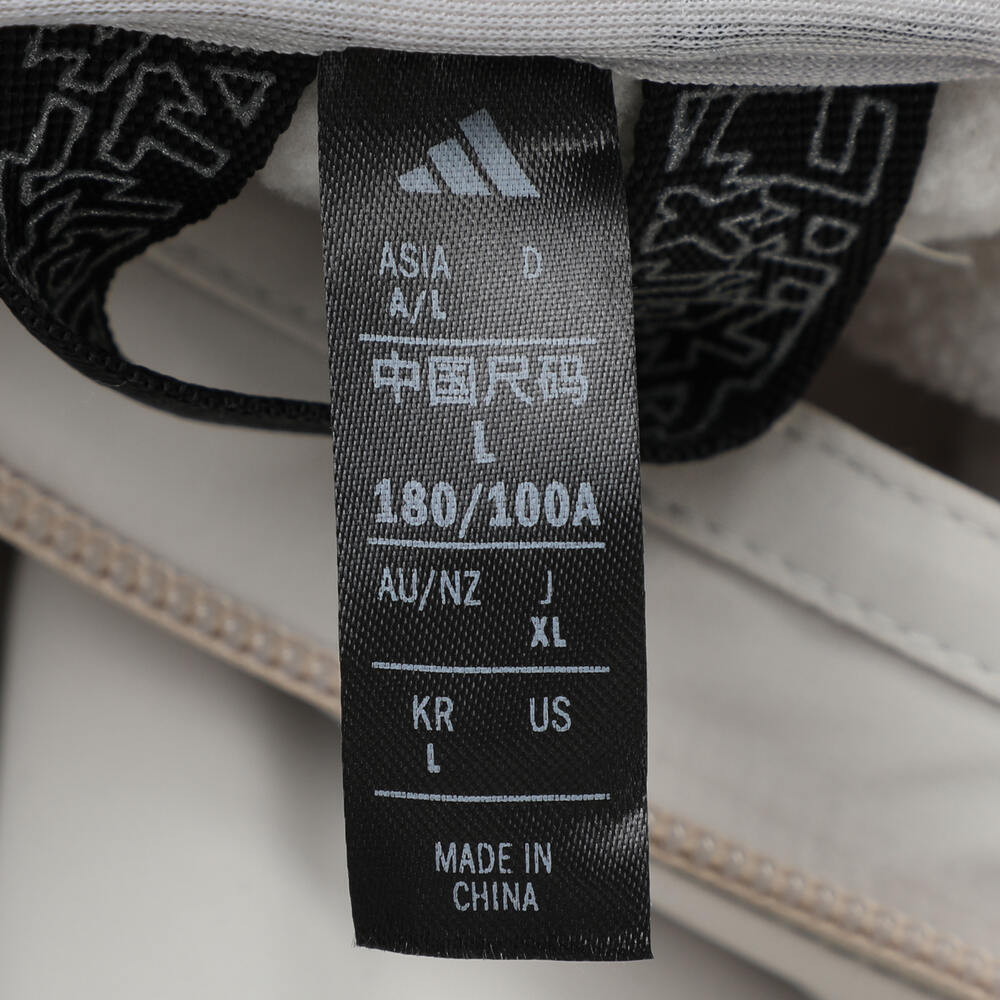 ASIA D
A/L
中国尺码
L
180/100A
AU/NZ J
XL
KR US
L
MADE IN
CHINA